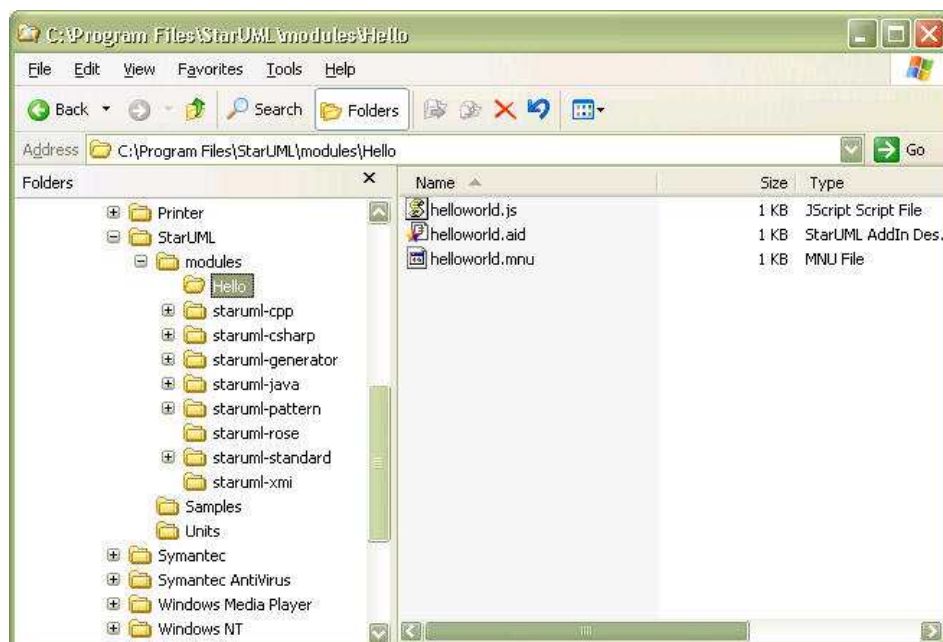 C:\Program Files\StarUML\modules\Hello
File Edit View Favorites Tools Help
Back Search Folders
Address C:\Program Files\StarUML\modules\Hello Go
Folders
Name Size Type
Printer
StarUML
modules
Hello
staruml-cpp
staruml-csharp
staruml-generator
staruml-java
staruml-pattern
staruml-rose
staruml-standard
staruml-xmi
Samples
Units
Symantec
Symantec AntiVirus
Windows Media Player
Windows NT
helloworld.js 1 KB JScript Script File
helloworld.aid 1 KB StarUML AddIn Des.
helloworld.mnu 1 KB MNU File